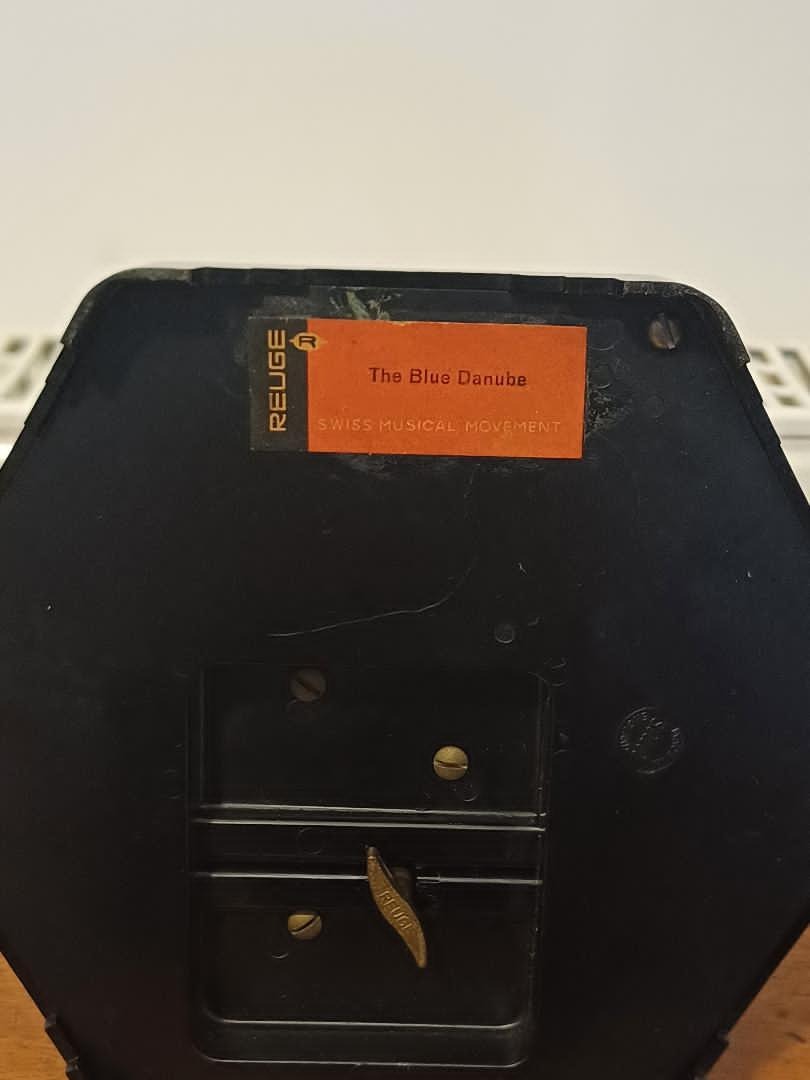 REUGE
R
The Blue Danube
SWISS MUSICAL MOVEMENT
REUGE